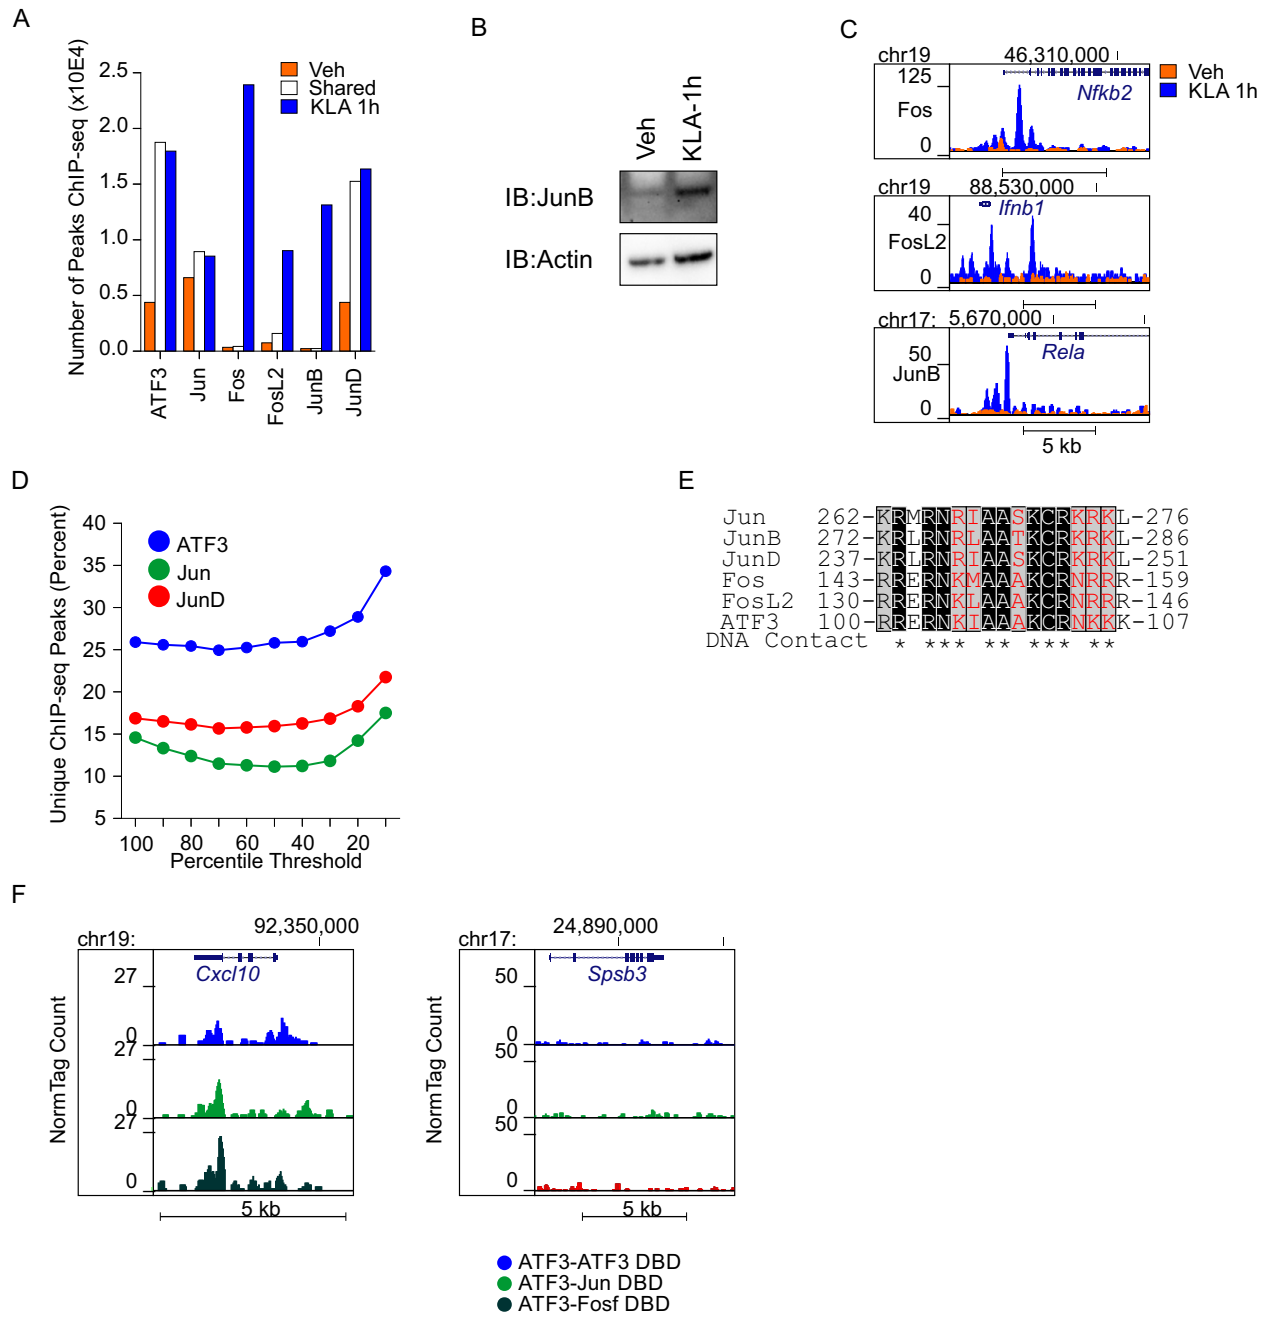 A
Number of Peaks ChIP-seq (x10E4)
2.5
2.0
1.5
1.0
0.5
0.0
Veh
Shared
KLA 1h
ATF3
Jun
Fos
FosL2
JunB
JunD
B
Veh
KLA-1h
IB:JunB
IB:Actin
C
chr19
46,310,000
125
Fos
0
Nfkb2
Veh
KLA 1h
chr19
88,530,000
40
FosL2
0
Ifnb1
chr17:
5,670,000
50
JunB
0
Rela
5 kb
D
Unique ChIP-seq Peaks (Percent)
40
35
30
25
20
15
10
5
ATF3
Jun
JunD
100 80 60 40 20
Percentile Threshold
E
Jun 262-KRMRNRIAASKCRKRKL-276
JunB 272-KRLRNRLAATKCRKRKL-286
JunD 237-KRLRNRIAASKCRKRKL-251
Fos 143-RRERNKMAAAKCRNRRR-159
FosL2 130-RRERNKLAAAKCRNRRR-146
ATF3 100-RRERNKIAAAKCRNKKK-107
DNA Contact * *** ** *** **
F
chr19:
92,350,000
NormTag Count
27
0
27
0
27
0
Cxcl10
5 kb
chr17:
24,890,000
NormTag Count
50
0
50
0
50
0
Spsb3
5 kb
ATF3-ATF3 DBD
ATF3-Jun DBD
ATF3-Fosf DBD